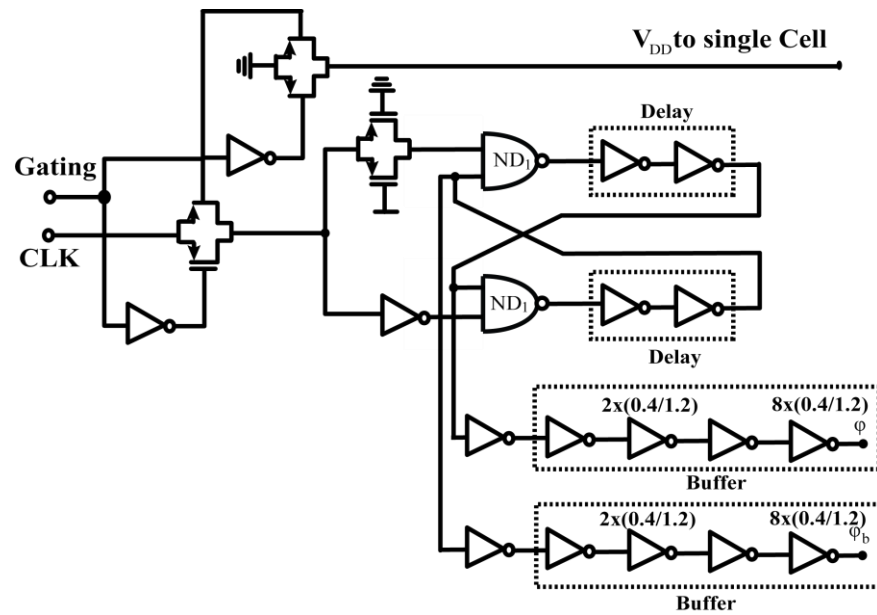 V_DD to single Cell
Delay
Gating
ND_1
CLK
ND_1
Delay
2x(0.4/1.2) 8x(0.4/1.2)
φ
Buffer
2x(0.4/1.2) 8x(0.4/1.2)
φ_b
Buffer